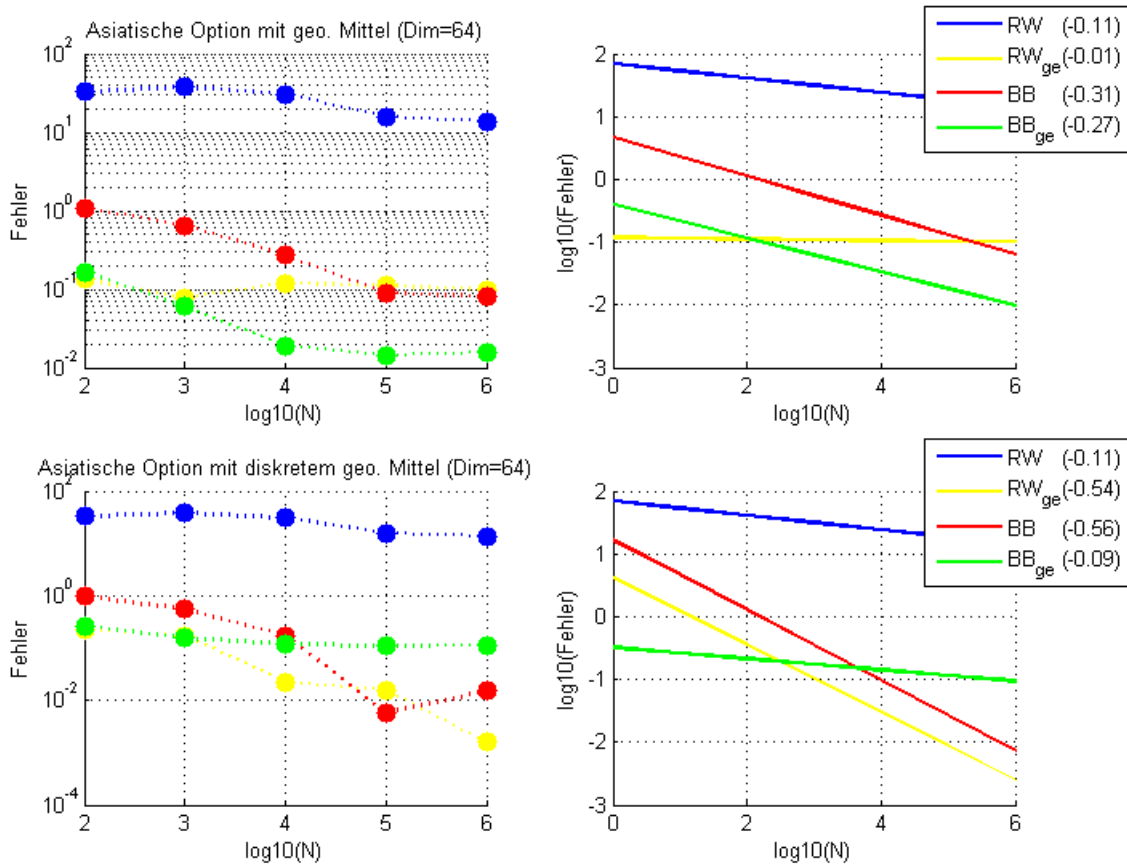 Asiatische Option mit geo. Mittel (Dim=64)
10^2
10^1
10^0
10^-1
10^-2
Fehler
2 3 4 5 6
log10(N)
RW (-0.11)
RW_ge (-0.01)
BB (-0.31)
BB_ge (-0.27)
2
1
0
-1
-2
-3
log10(Fehler)
0 2 4 6
log10(N)
Asiatische Option mit diskretem geo. Mittel (Dim=64)
10^2
10^0
10^-2
10^-4
Fehler
2 3 4 5 6
log10(N)
RW (-0.11)
RW_ge (-0.54)
BB (-0.56)
BB_ge (-0.09)
2
1
0
-1
-2
-3
log10(Fehler)
0 2 4 6
log10(N)